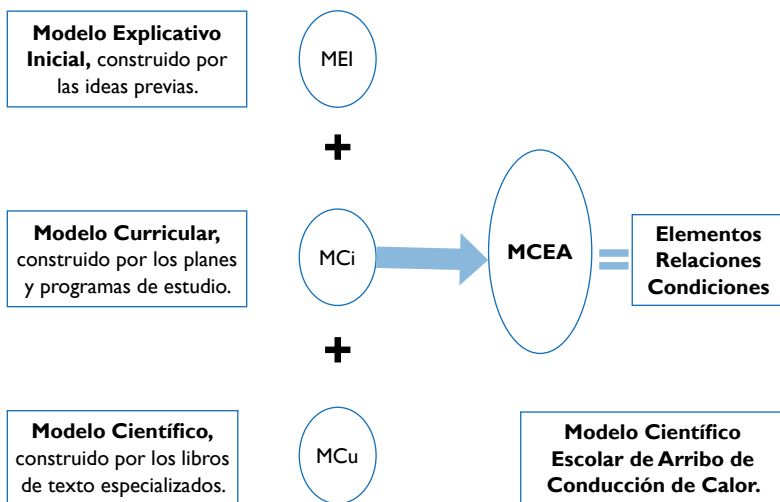 Modelo Explicativo
Inicial, construido por
las ideas previas.
MEI
+
Modelo Curricular,
construido por los planes
y programas de estudio.
MCi
MCEA
=
Elementos
Relaciones
Condiciones
+
Modelo Científico,
construido por los libros
de texto especializados.
MCu
Modelo Científico
Escolar de Arribo de
Conducción de Calor.